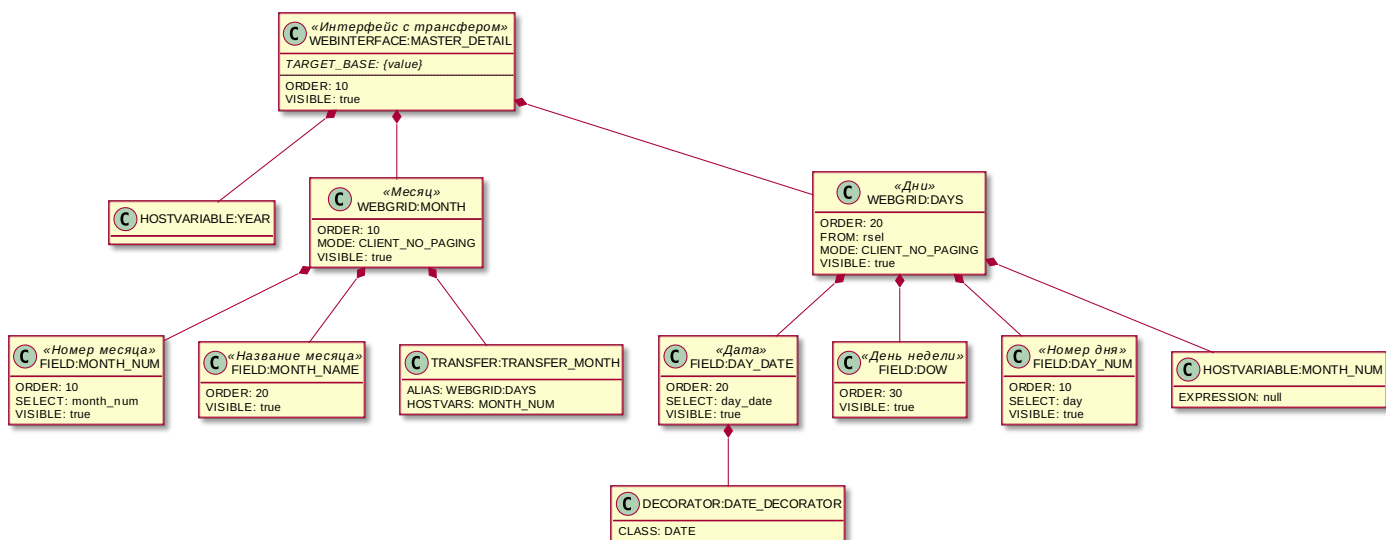 «Интерфейс с трансфером»
C WEBINTERFACE:MASTER_DETAIL
TARGET_BASE: {value}
ORDER: 10
VISIBLE: true
C HOSTVARIABLE:YEAR
«Месяц»
C WEBGRID:MONTH
ORDER: 10
MODE: CLIENT_NO_PAGING
VISIBLE: true
«Дни»
C WEBGRID:DAYS
ORDER: 20
FROM: rsel
MODE: CLIENT_NO_PAGING
VISIBLE: true
«Номер месяца»
C FIELD:MONTH_NUM
ORDER: 10
SELECT: month_num
VISIBLE: true
«Название месяца»
C FIELD:MONTH_NAME
ORDER: 20
VISIBLE: true
C TRANSFER:TRANSFER_MONTH
ALIAS: WEBGRID:DAYS
HOSTVARS: MONTH_NUM
«Дата»
C FIELD:DAY_DATE
ORDER: 20
SELECT: day_date
VISIBLE: true
«День недели»
C FIELD:DOW
ORDER: 30
VISIBLE: true
«Номер дня»
C FIELD:DAY_NUM
ORDER: 10
SELECT: day
VISIBLE: true
C HOSTVARIABLE:MONTH_NUM
EXPRESSION: null
C DECORATOR:DATE_DECORATOR
CLASS: DATE